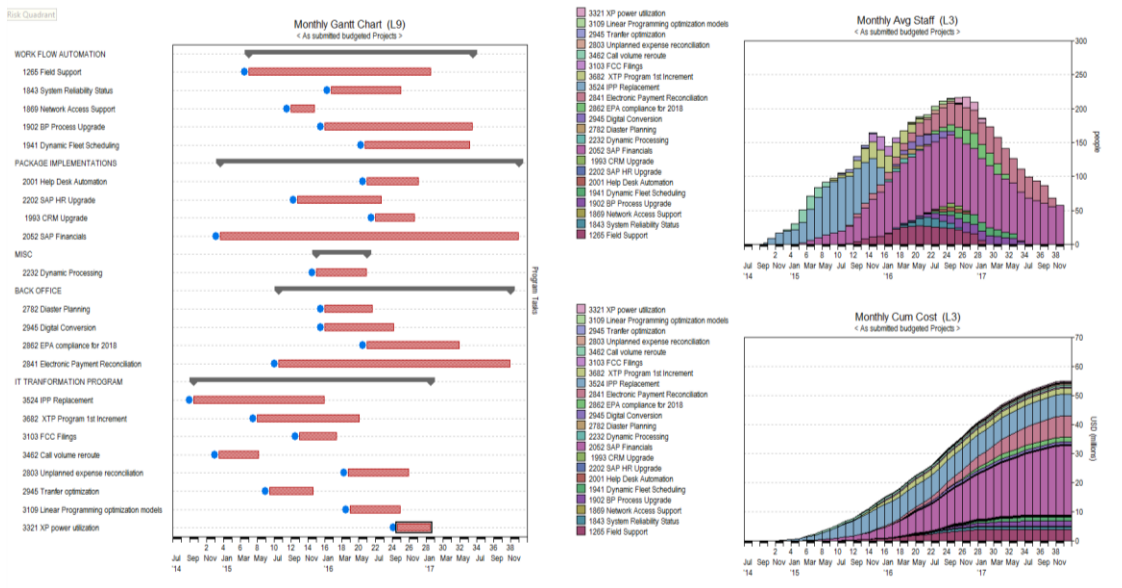 Risk Quadrant
Monthly Gantt Chart (L9)
< As submitted budgeted Projects >
WORK FLOW AUTOMATION
1265 Field Support
1843 System Reliability Status
1869 Network Access Support
1902 BP Process Upgrade
1941 Dynamic Fleet Scheduling
PACKAGE IMPLEMENTATIONS
2001 Help Desk Automation
2202 SAP HR Upgrade
1993 CRM Upgrade
2052 SAP Financials
MISC
2232 Dynamic Processing
BACK OFFICE
2782 Diaster Planning
2945 Digital Conversion
2862 EPA compliance for 2018
2841 Electronic Payment Reconciliation
IT TRANFORMATION PROGRAM
3524 IPP Replacement
3682 XTP Program 1st Increment
3103 FCC Filings
3462 Call volume reroute
2803 Unplanned expense reconciliation
2945 Tranfer optimization
3109 Linear Programming optimization models
3321 XP power utilization
2 4 6 8 10 12 14 16 18 20 22 24 26 28 30 32 34 36 38
Jul Sep Nov Jan Mar May Jul Sep Nov Jan Mar May Jul Sep Nov Jan Mar May Jul Sep Nov
'14 '15 '16 '17
Program Tasks
3321 XP power utilization
3109 Linear Programming optimization models
2945 Tranfer optimization
2803 Unplanned expense reconciliation
3462 Call volume reroute
3103 FCC Filings
3682 XTP Program 1st Increment
3524 IPP Replacement
2841 Electronic Payment Reconciliation
2862 EPA compliance for 2018
2945 Digital Conversion
2782 Diaster Planning
2232 Dynamic Processing
2052 SAP Financials
1993 CRM Upgrade
2202 SAP HR Upgrade
2001 Help Desk Automation
1941 Dynamic Fleet Scheduling
1902 BP Process Upgrade
1869 Network Access Support
1843 System Reliability Status
1265 Field Support
Monthly Avg Staff (L3)
< As submitted budgeted Projects >
300
250
200
150
100
50
0
people
2 4 6 8 10 12 14 16 18 20 22 24 26 28 30 32 34 36 38
Jul Sep Nov Jan Mar May Jul Sep Nov Jan Mar May Jul Sep Nov Jan Mar May Jul Sep Nov
'14 '15 '16 '17
3321 XP power utilization
3109 Linear Programming optimization models
2945 Tranfer optimization
2803 Unplanned expense reconciliation
3462 Call volume reroute
3103 FCC Filings
3682 XTP Program 1st Increment
3524 IPP Replacement
2841 Electronic Payment Reconciliation
2862 EPA compliance for 2018
2945 Digital Conversion
2782 Diaster Planning
2232 Dynamic Processing
2052 SAP Financials
1993 CRM Upgrade
2202 SAP HR Upgrade
2001 Help Desk Automation
1941 Dynamic Fleet Scheduling
1902 BP Process Upgrade
1869 Network Access Support
1843 System Reliability Status
1265 Field Support
Monthly Cum Cost (L3)
< As submitted budgeted Projects >
70
60
50
40
30
20
10
0
USD (millions)
2 4 6 8 10 12 14 16 18 20 22 24 26 28 30 32 34 36 38
Jul Sep Nov Jan Mar May Jul Sep Nov Jan Mar May Jul Sep Nov Jan Mar May Jul Sep Nov
'14 '15 '16 '17